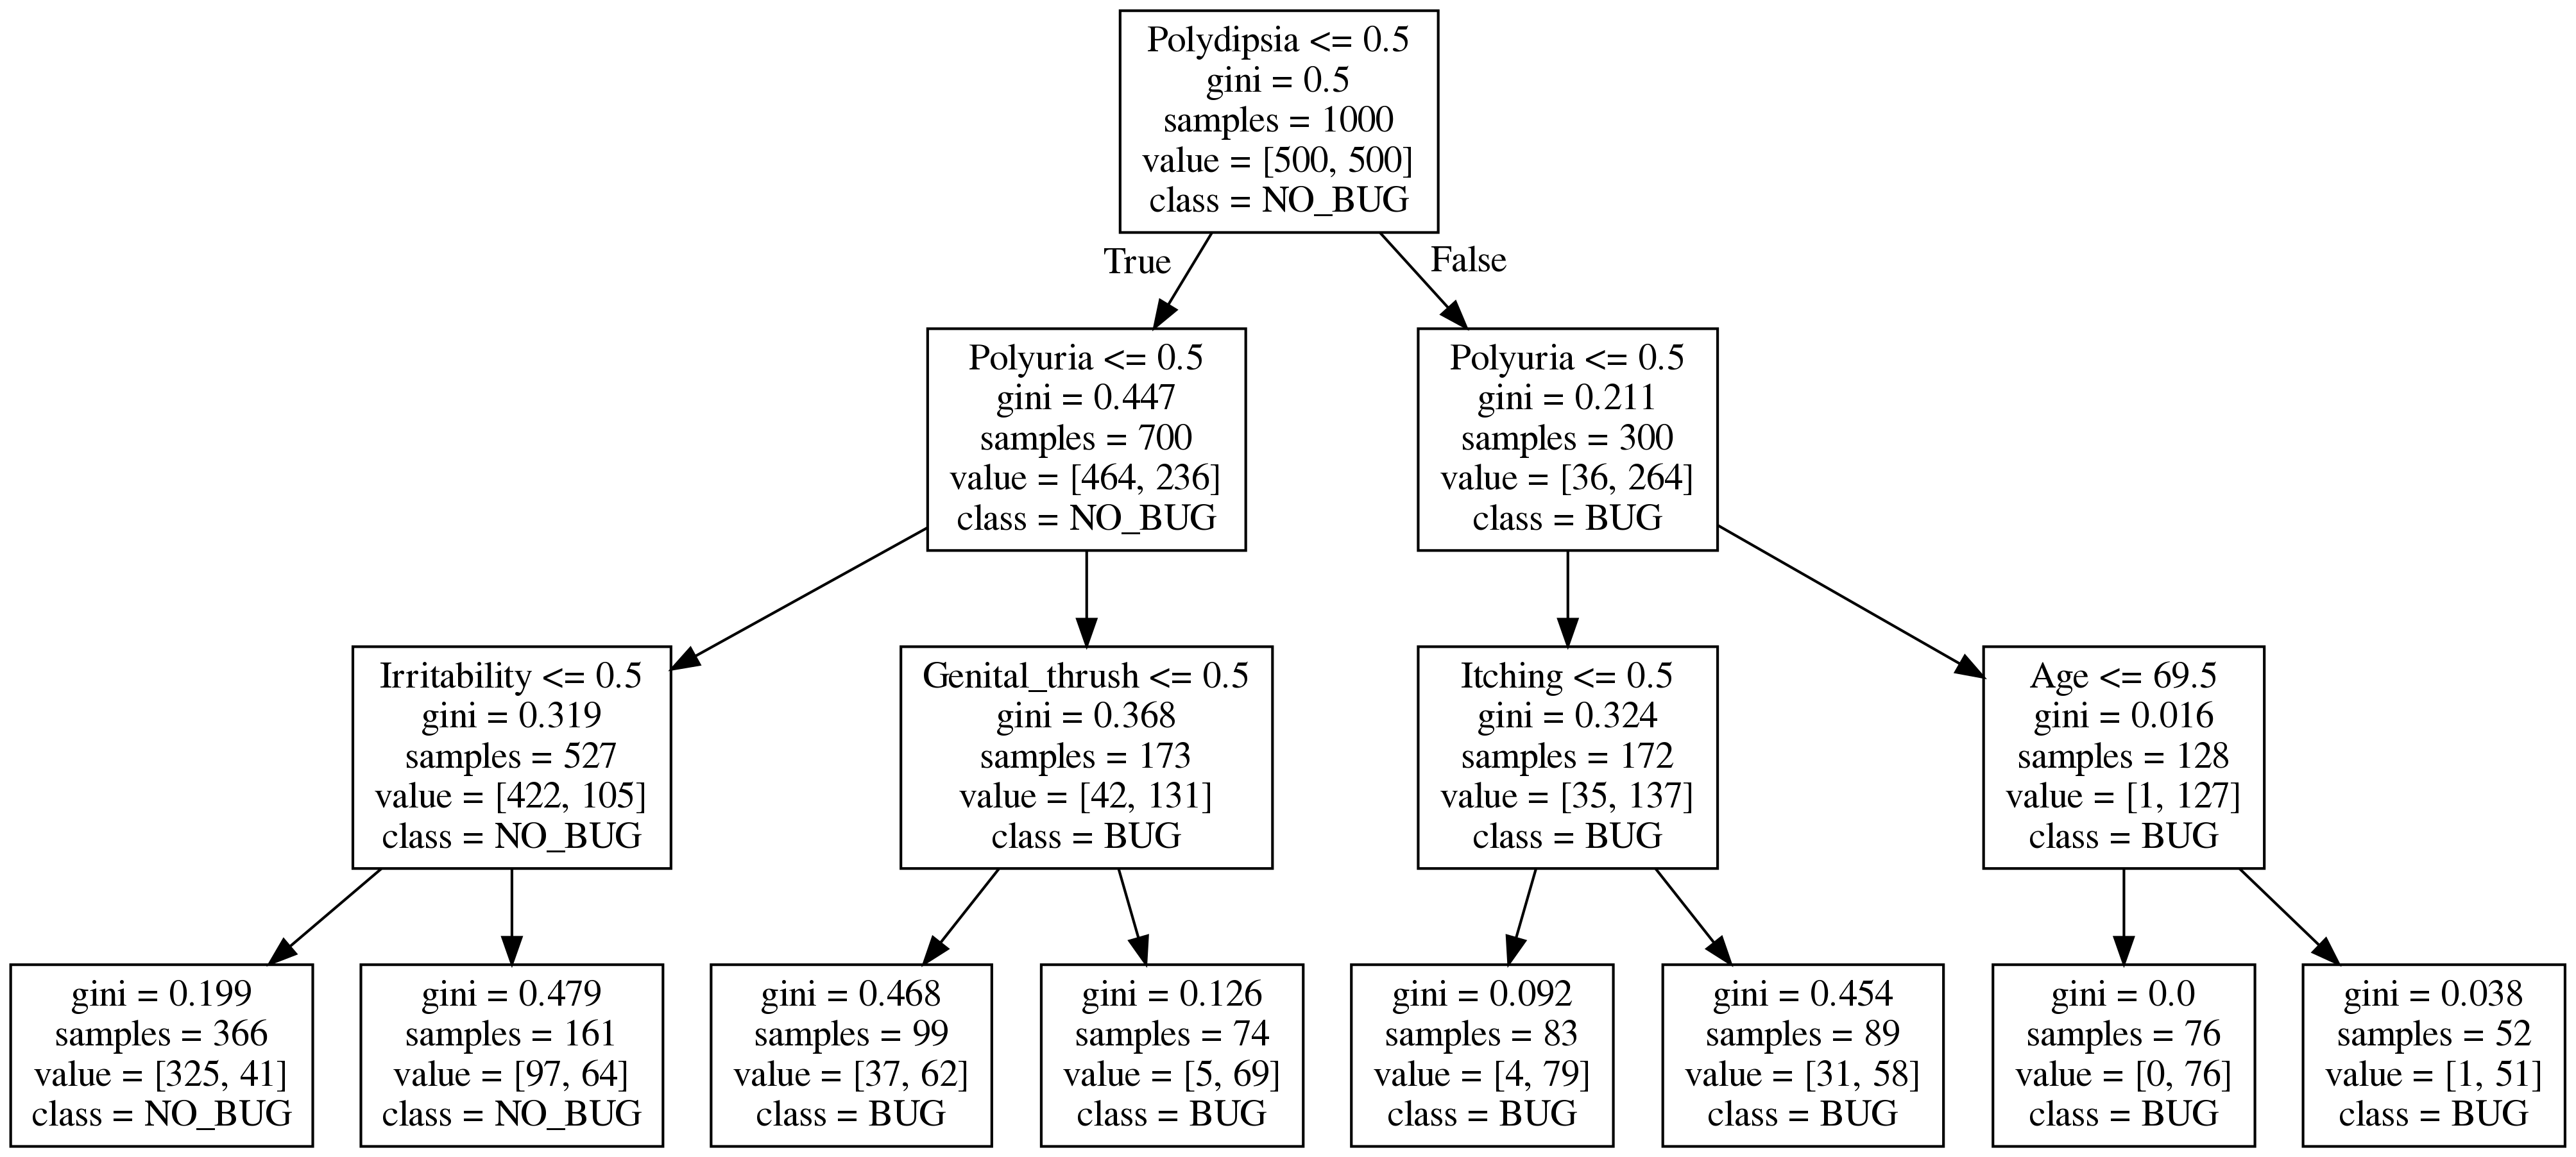 Polydipsia <= 0.5
gini = 0.5
samples = 1000
value = [500, 500]
class = NO_BUG
True
False
Polyuria <= 0.5
gini = 0.447
samples = 700
value = [464, 236]
class = NO_BUG
Polyuria <= 0.5
gini = 0.211
samples = 300
value = [36, 264]
class = BUG
Irritability <= 0.5
gini = 0.319
samples = 527
value = [422, 105]
class = NO_BUG
Genital_thrush <= 0.5
gini = 0.368
samples = 173
value = [42, 131]
class = BUG
Itching <= 0.5
gini = 0.324
samples = 172
value = [35, 137]
class = BUG
Age <= 69.5
gini = 0.016
samples = 128
value = [1, 127]
class = BUG
gini = 0.199
samples = 366
value = [325, 41]
class = NO_BUG
gini = 0.479
samples = 161
value = [97, 64]
class = NO_BUG
gini = 0.468
samples = 99
value = [37, 62]
class = BUG
gini = 0.126
samples = 74
value = [5, 69]
class = BUG
gini = 0.092
samples = 83
value = [4, 79]
class = BUG
gini = 0.454
samples = 89
value = [31, 58]
class = BUG
gini = 0.0
samples = 76
value = [0, 76]
class = BUG
gini = 0.038
samples = 52
value = [1, 51]
class = BUG